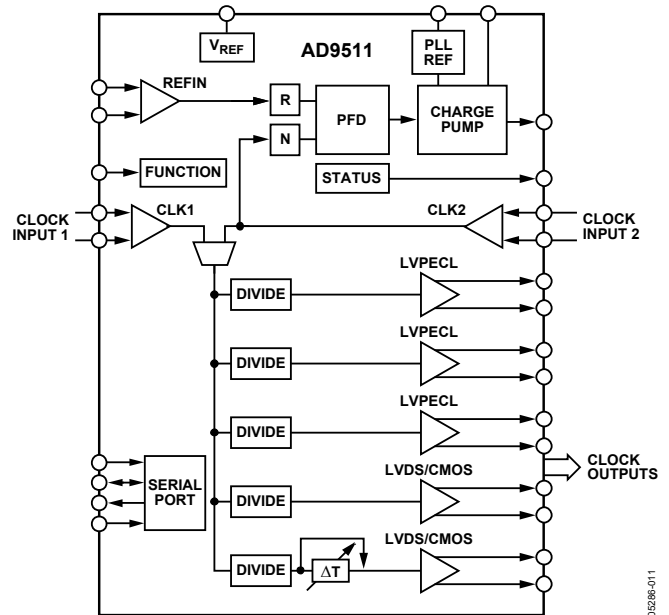 VREF
AD9511
PLL
REF
REFIN
R
PFD
CHARGE
PUMP
N
FUNCTION
STATUS
CLOCK
INPUT 1
CLK1
CLK2
CLOCK
INPUT 2
LVPECL
DIVIDE
LVPECL
DIVIDE
LVPECL
DIVIDE
SERIAL
PORT
CLOCK
OUTPUTS
LVDS/CMOS
DIVIDE
LVDS/CMOS
DIVIDE
ΔT
05286-011